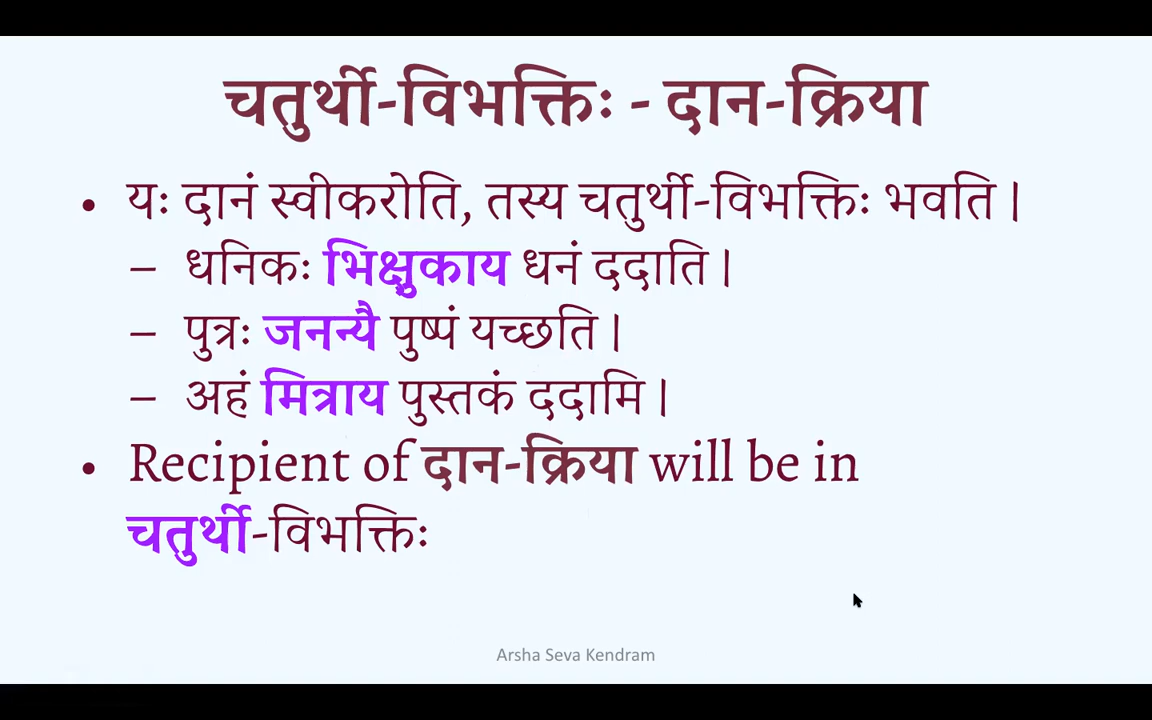 चतुर्थी-विभक्तिः - दान-क्रिया
• यः दानं स्वीकरोति, तस्य चतुर्थी-विभक्तिः भवति |
– धनिकः भिक्षुकाय धनं ददाति |
– पुत्रः जनन्यै पुष्पं यच्छति |
– अहं मित्राय पुस्तकं ददामि |
• Recipient of दान-क्रिया will be in
चतुर्थी-विभक्तिः
Arsha Seva Kendram